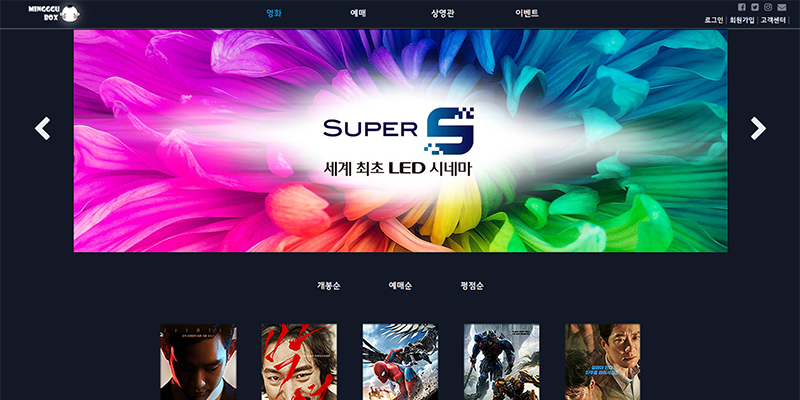 MINGGGU
BOX
영화
예매
상영관
이벤트
로그인 | 회원가입 | 고객센터 |
SUPER S
세계 최초 LED 시네마
개봉순
예매순
평점순